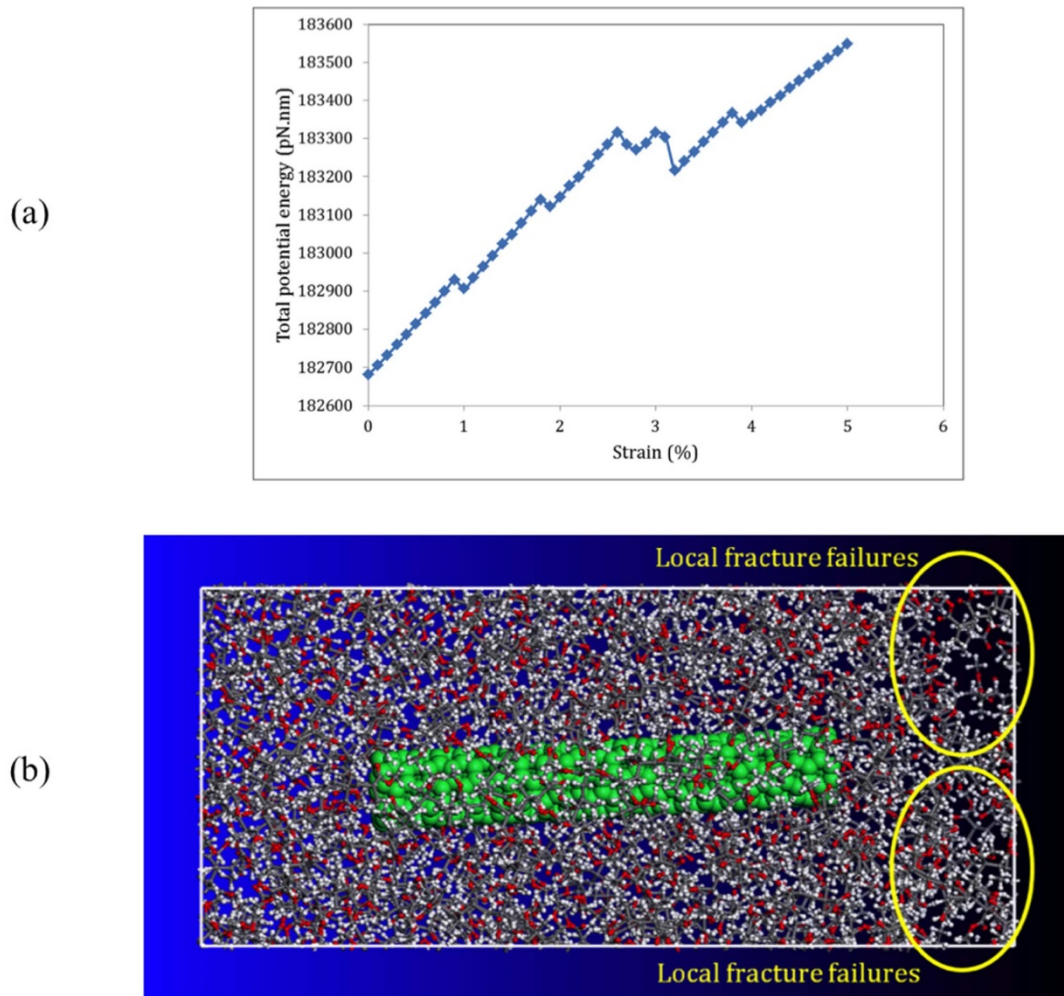 (a)
Total potential energy (pN.nm)
183600
183500
183400
183300
183200
183100
183000
182900
182800
182700
182600
0 1 2 3 4 5 6
Strain (%)
(b)
Local fracture failures
Local fracture failures